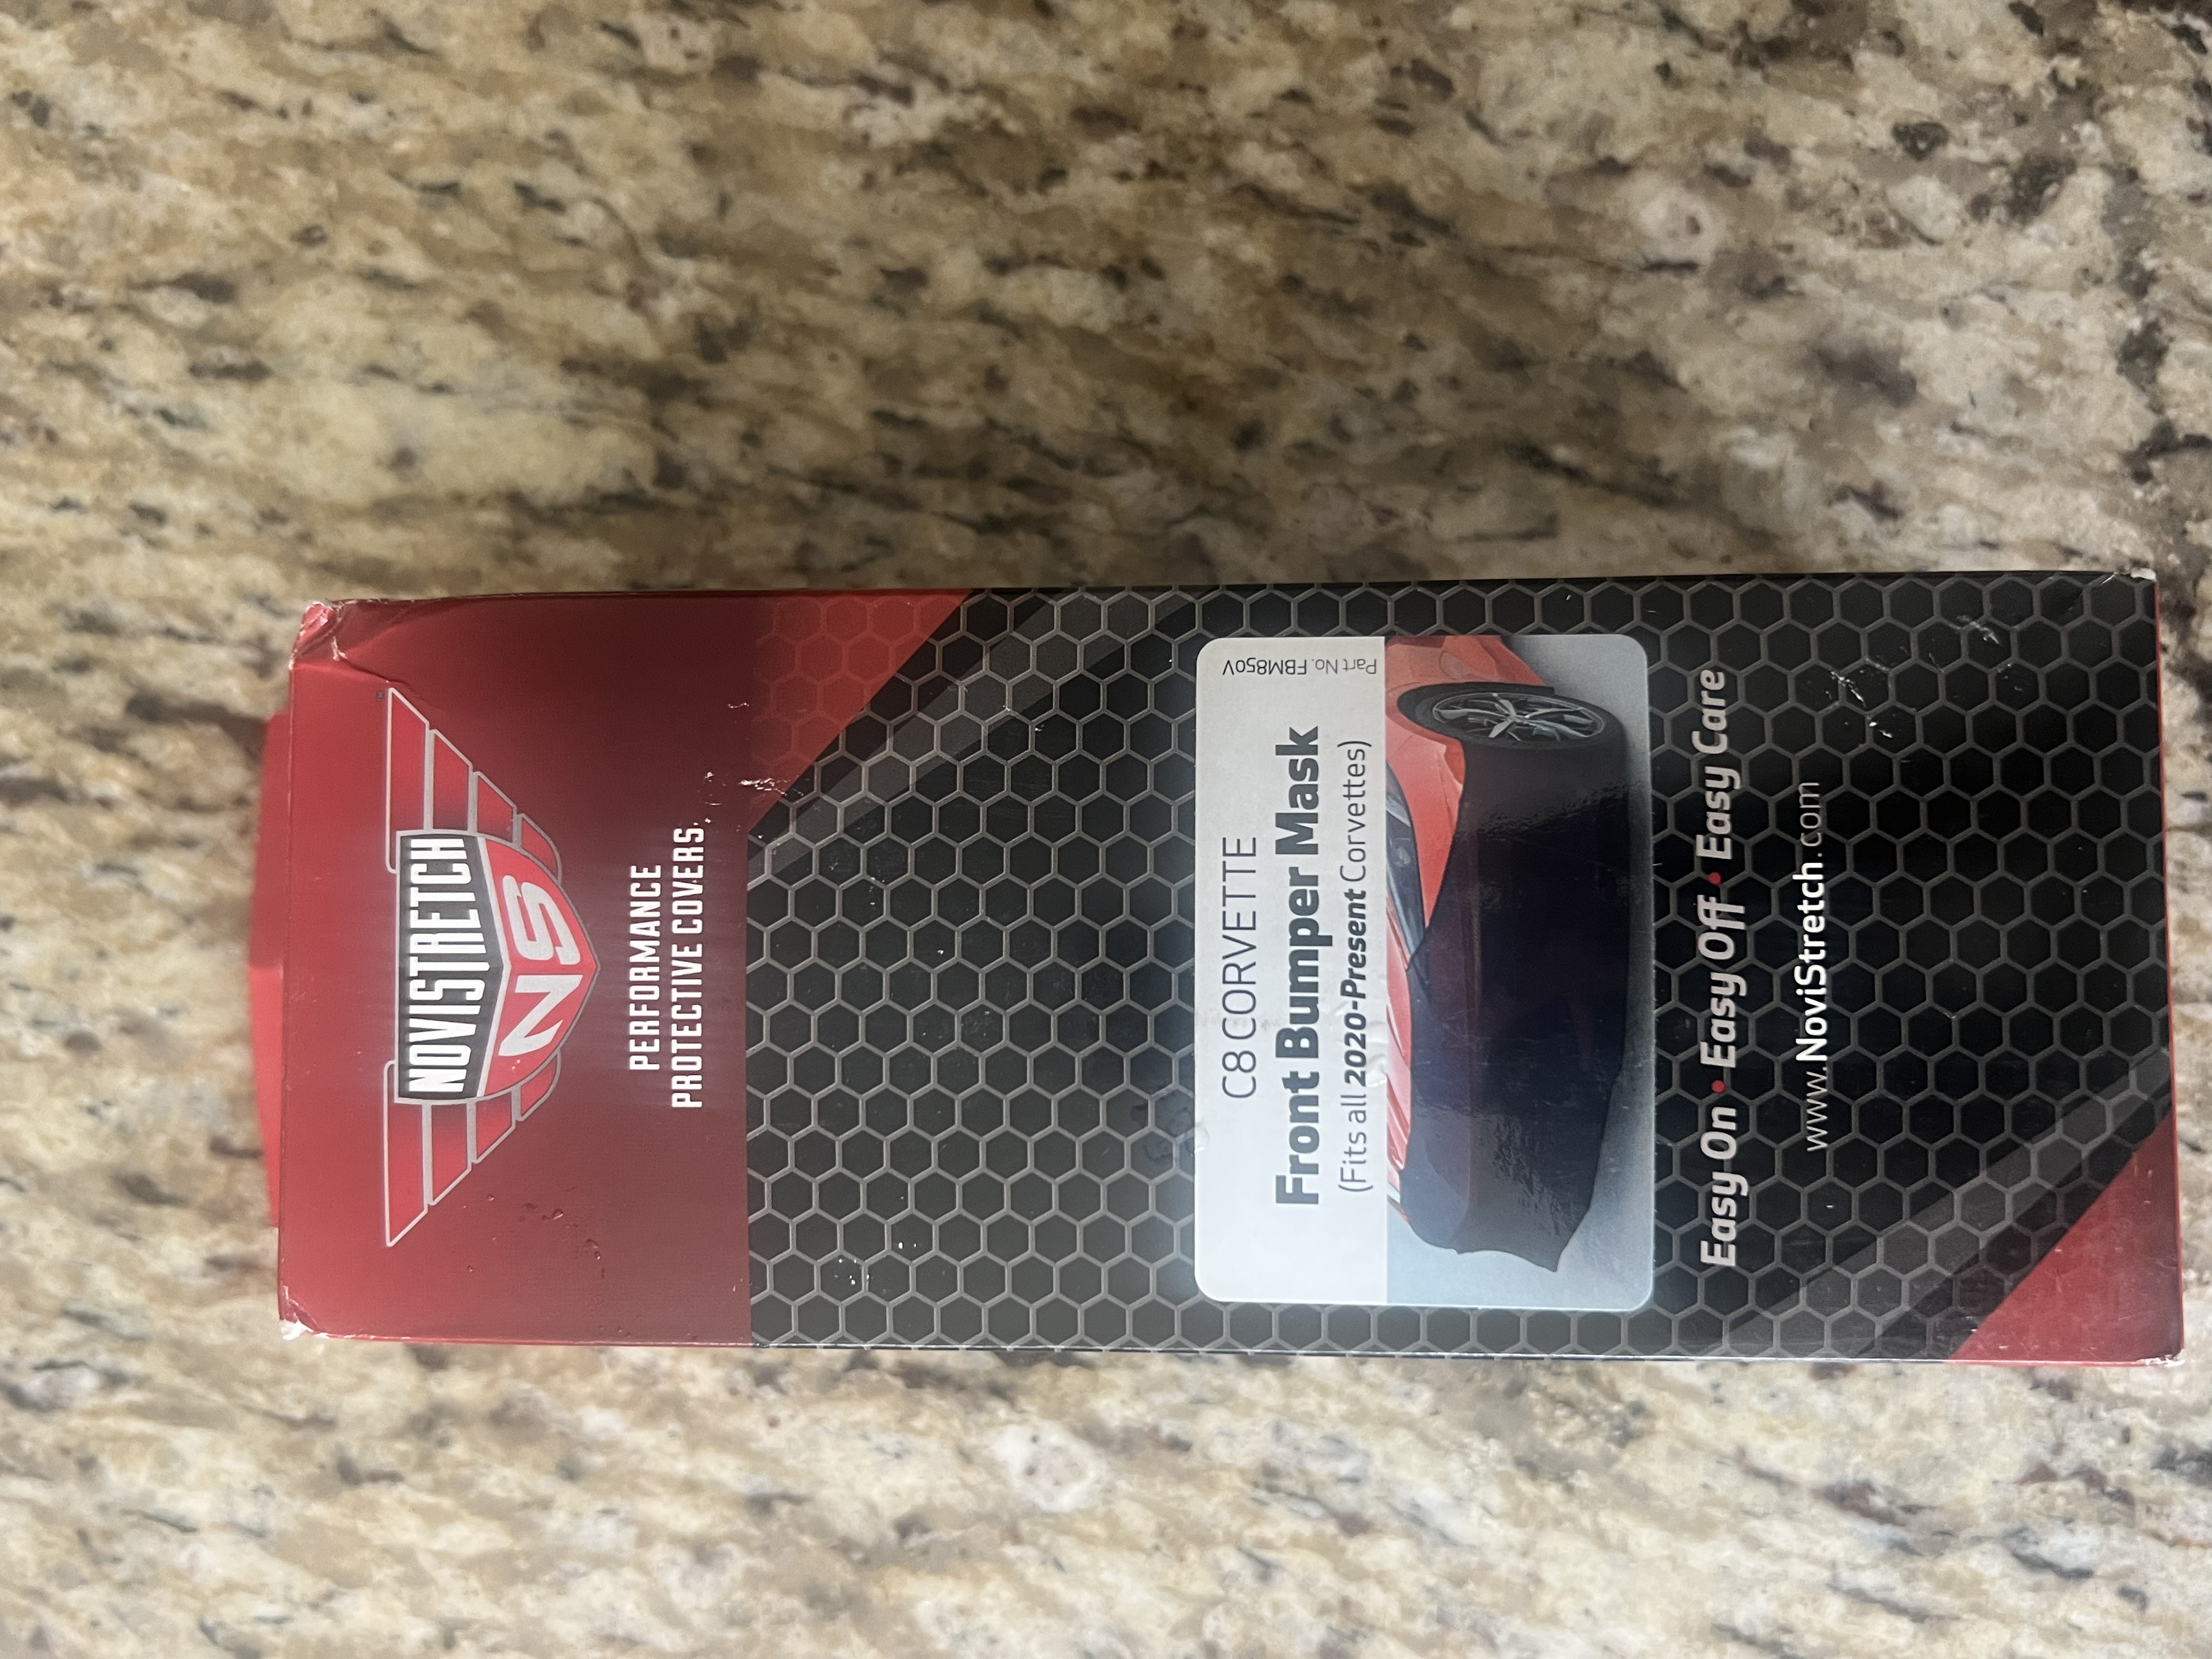 NOVISTRETCH
NS
PERFORMANCE
PROTECTIVE COVERS
C8 CORVETTE
Front Bumper Mask
(Fits all 2020-Present Corvettes)
Part No. FBM850V
Easy On • Easy Off • Easy Care
www.NoviStretch.com